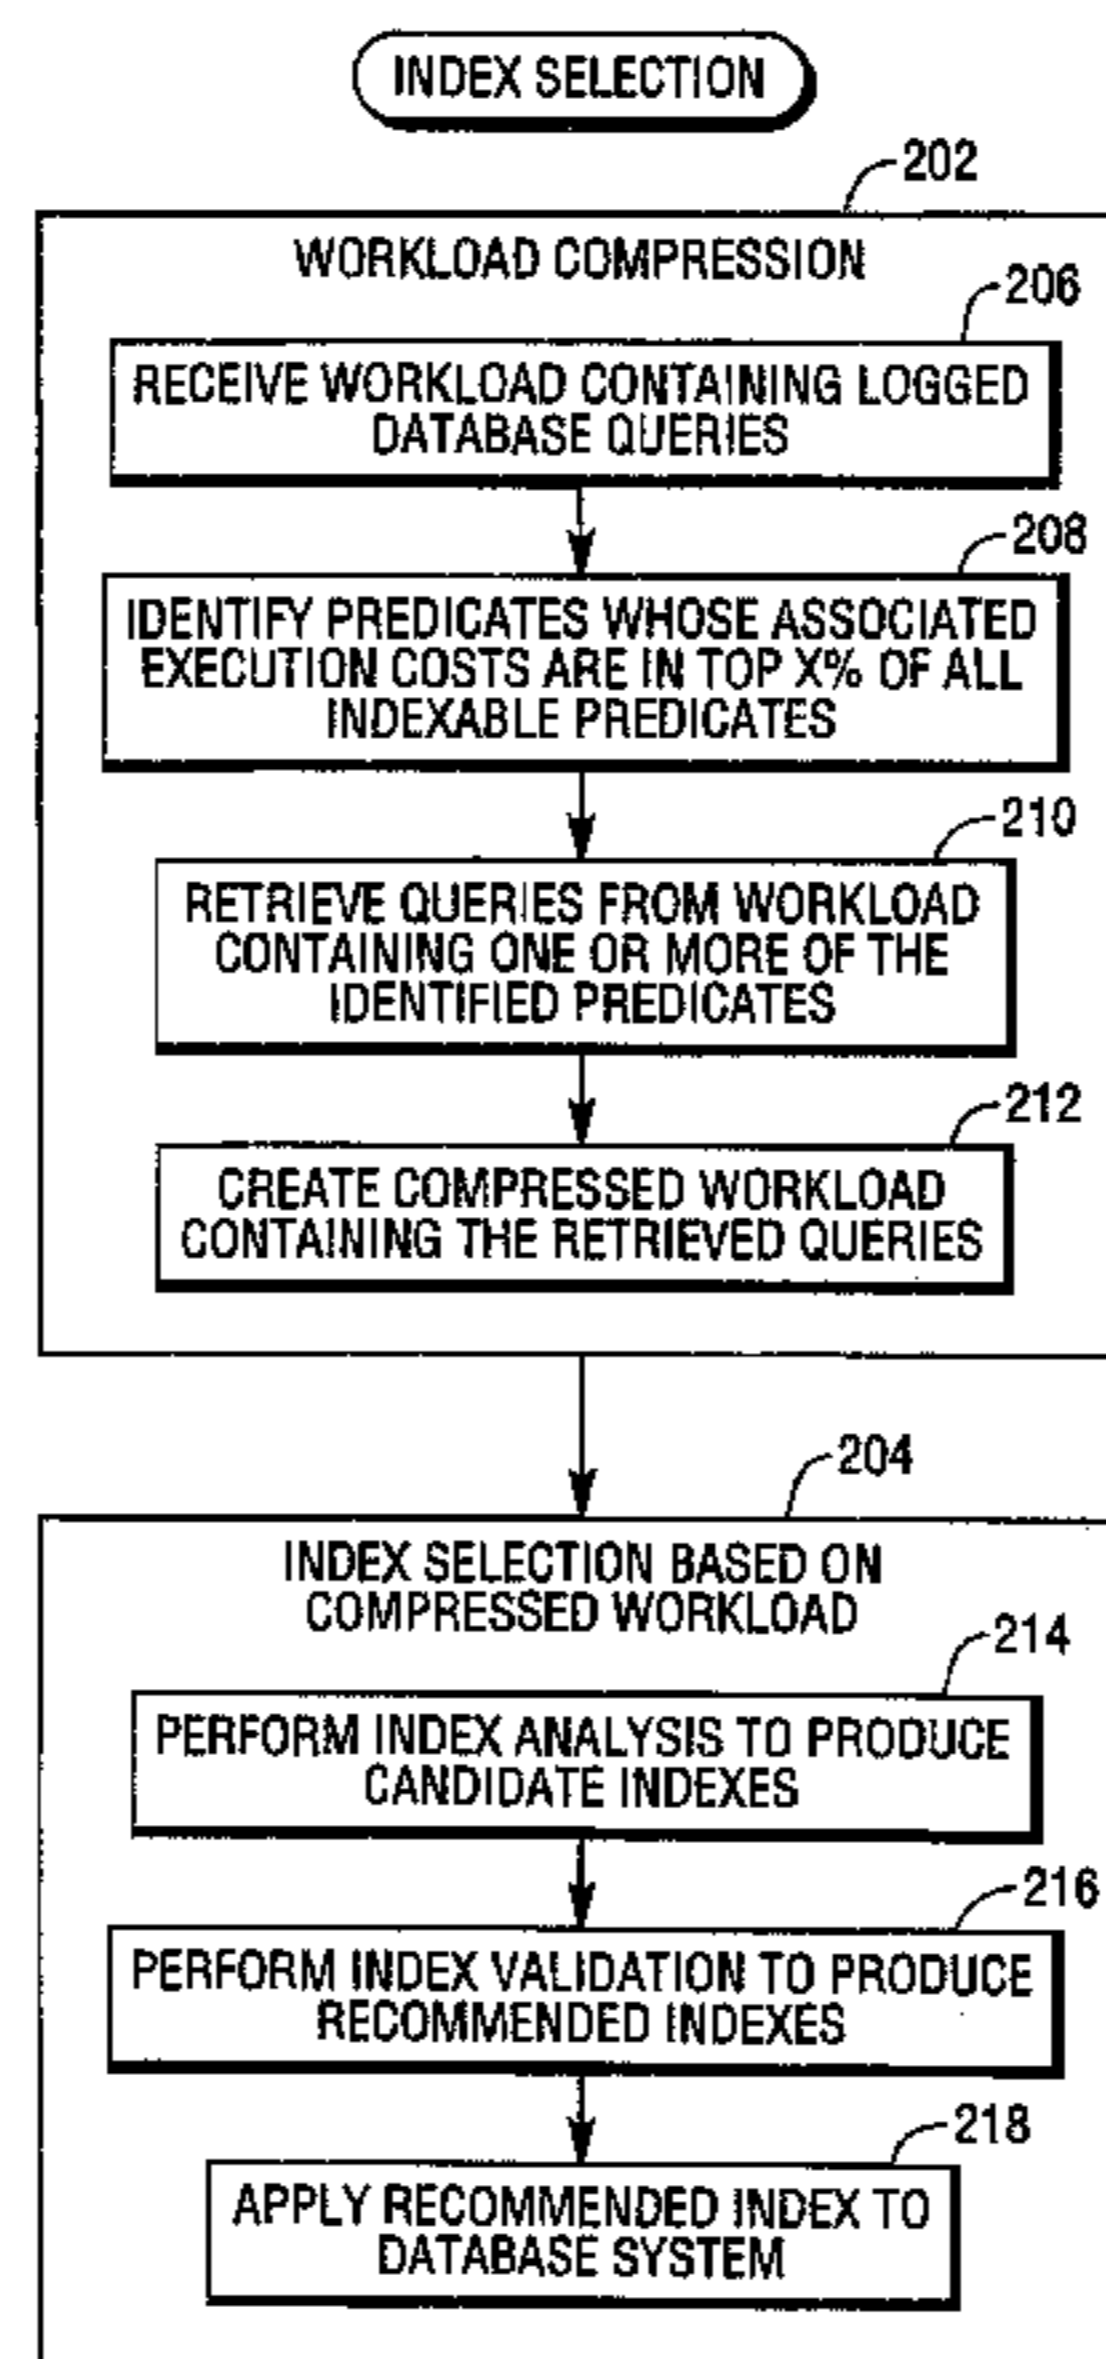 INDEX SELECTION
202
WORKLOAD COMPRESSION
206
RECEIVE WORKLOAD CONTAINING LOGGED
DATABASE QUERIES
208
IDENTIFY PREDICATES WHOSE ASSOCIATED
EXECUTION COSTS ARE IN TOP X% OF ALL
INDEXABLE PREDICATES
210
RETRIEVE QUERIES FROM WORKLOAD
CONTAINING ONE OR MORE OF THE
IDENTIFIED PREDICATES
212
CREATE COMPRESSED WORKLOAD
CONTAINING THE RETRIEVED QUERIES
204
INDEX SELECTION BASED ON
COMPRESSED WORKLOAD
214
PERFORM INDEX ANALYSIS TO PRODUCE
CANDIDATE INDEXES
216
PERFORM INDEX VALIDATION TO PRODUCE
RECOMMENDED INDEXES
218
APPLY RECOMMENDED INDEX TO
DATABASE SYSTEM